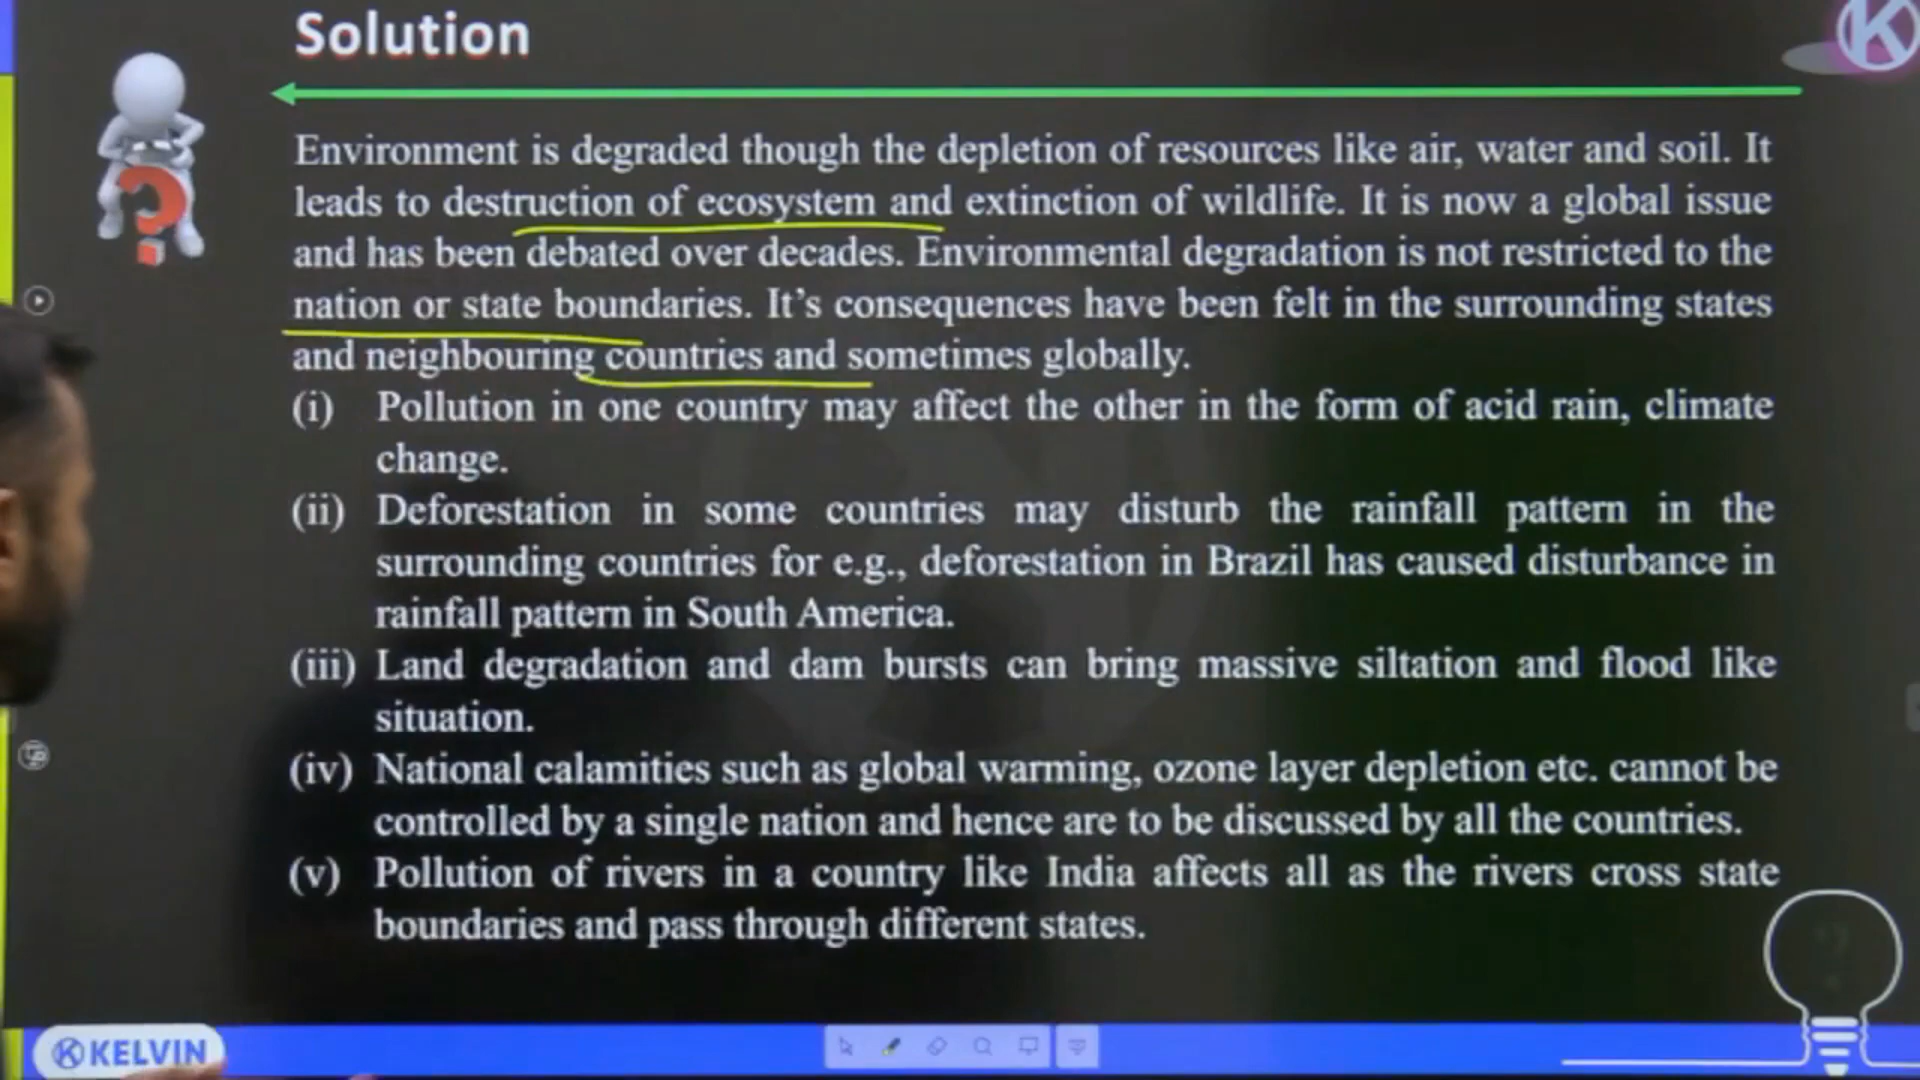 Solution
Environment is degraded though the depletion of resources like air, water and soil. It
leads to destruction of ecosystem and extinction of wildlife. It is now a global issue
and has been debated over decades. Environmental degradation is not restricted to the
nation or state boundaries. It’s consequences have been felt in the surrounding states
and neighbouring countries and sometimes globally.
(i) Pollution in one country may affect the other in the form of acid rain, climate
change.
(ii) Deforestation in some countries may disturb the rainfall pattern in the
surrounding countries for e.g., deforestation in Brazil has caused disturbance in
rainfall pattern in South America.
(iii) Land degradation and dam bursts can bring massive siltation and flood like
situation.
(iv) National calamities such as global warming, ozone layer depletion etc. cannot be
controlled by a single nation and hence are to be discussed by all the countries.
(v) Pollution of rivers in a country like India affects all as the rivers cross state
boundaries and pass through different states.
K
?
KELVIN